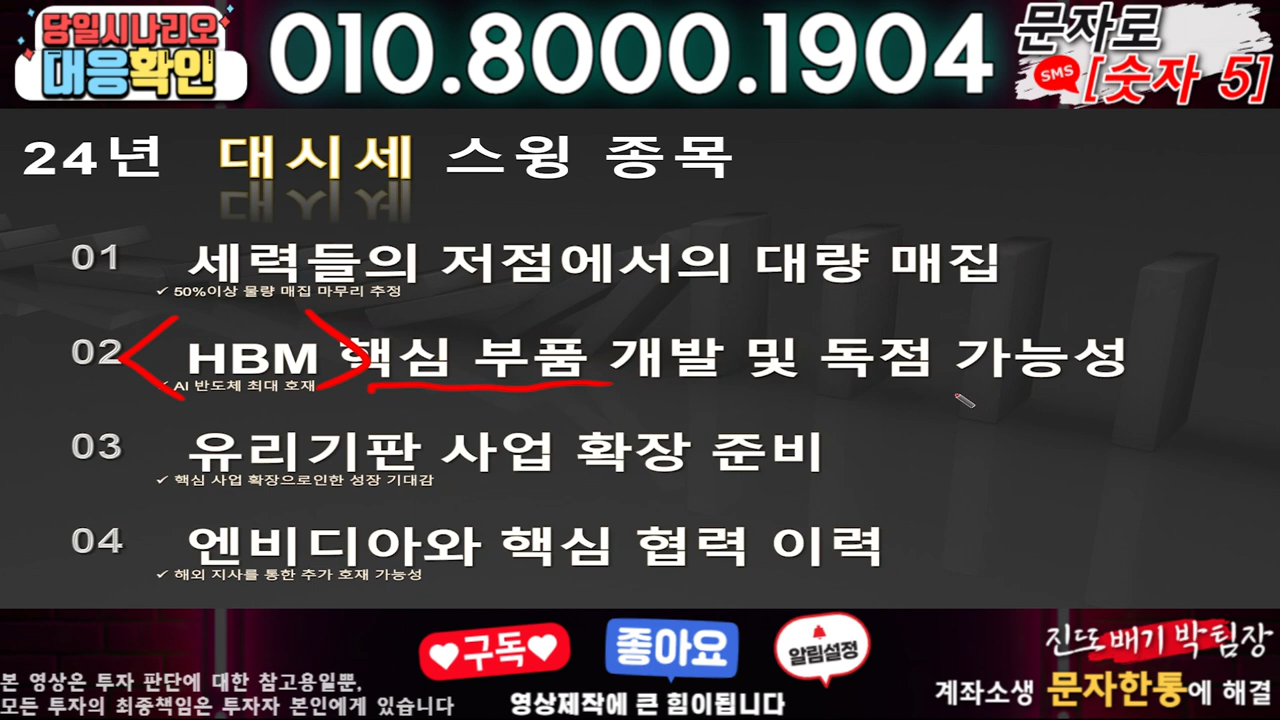 당일시나리오
대응확인
010.8000.1904
문자로
SMS [숫자 5]
24년 대시세 스윙 종목
01 세력들의 저점에서의 대량 매집
✓ 50%이상 물량 매집 마무리 추정
02 HBM 핵심 부품 개발 및 독점 가능성
✓ AI 반도체 최대 호재
03 유리기판 사업 확장 준비
✓ 핵심 사업 확장으로인한 성장 기대감
04 엔비디아와 핵심 협력 이력
✓ 해외 지사를 통한 추가 호재 가능성
구독
좋아요
알림설정
영상제작에 큰 힘이됩니다
본 영상은 투자 판단에 대한 참고용일뿐,
모든 투자의 최종책임은 투자자 본인에게 있습니다
진또배기 박팀장
계좌소생 문자한통에 해결